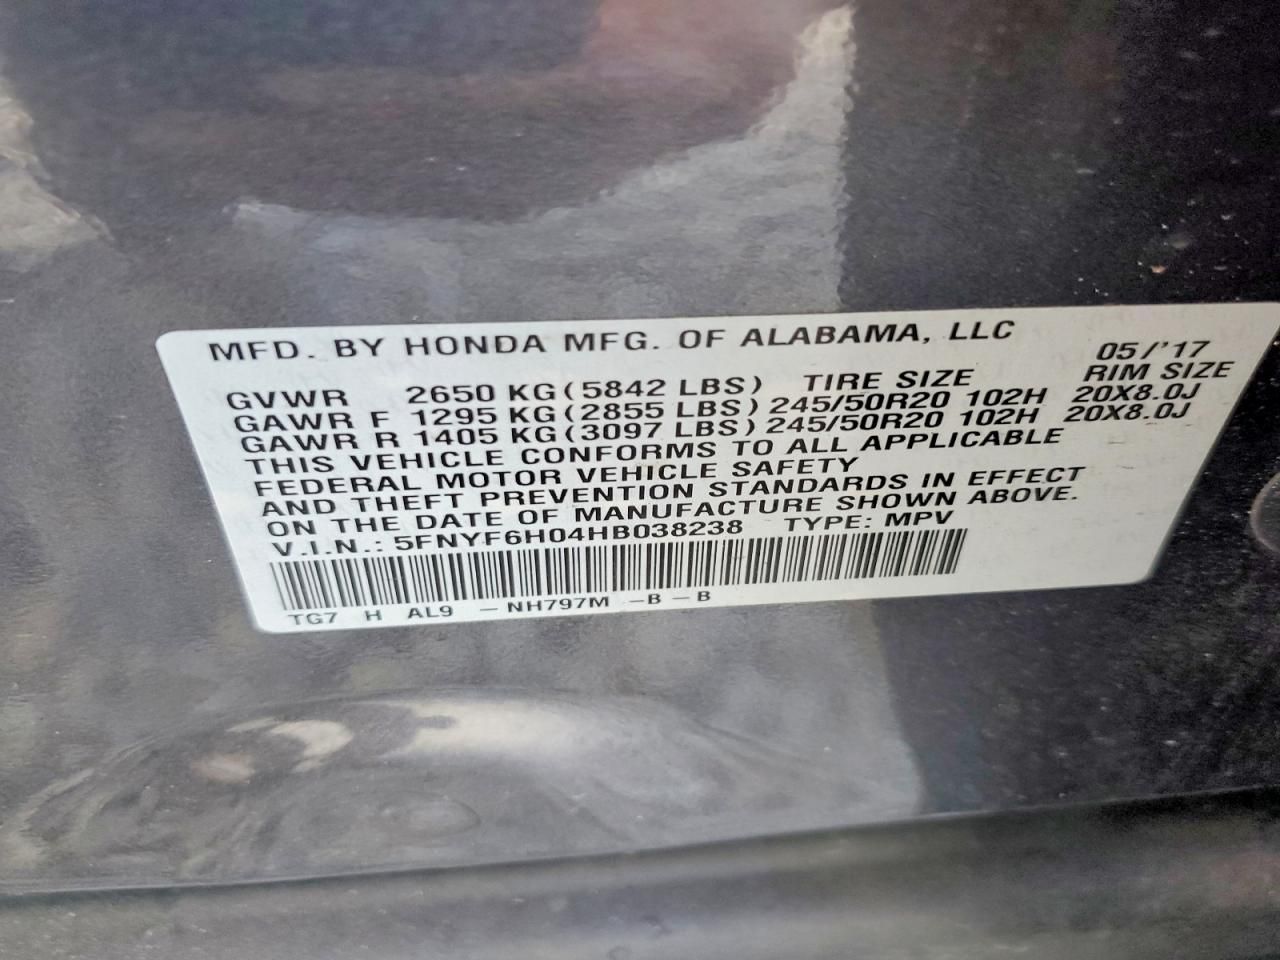 MFD. BY HONDA MFG. OF ALABAMA, LLC 05/'17
GVWR 2650 KG (5842 LBS) TIRE SIZE RIM SIZE
GAWR F 1295 KG (2855 LBS) 245/50R20 102H 20X8.0J
GAWR R 1405 KG (3097 LBS) 245/50R20 102H 20X8.0J
THIS VEHICLE CONFORMS TO ALL APPLICABLE
FEDERAL MOTOR VEHICLE SAFETY
AND THEFT PREVENTION STANDARDS IN EFFECT
ON THE DATE OF MANUFACTURE SHOWN ABOVE.
V.I.N.: 5FNYF6H04HB038238 TYPE: MPV
TG7 H AL9 – NH797M –B – B